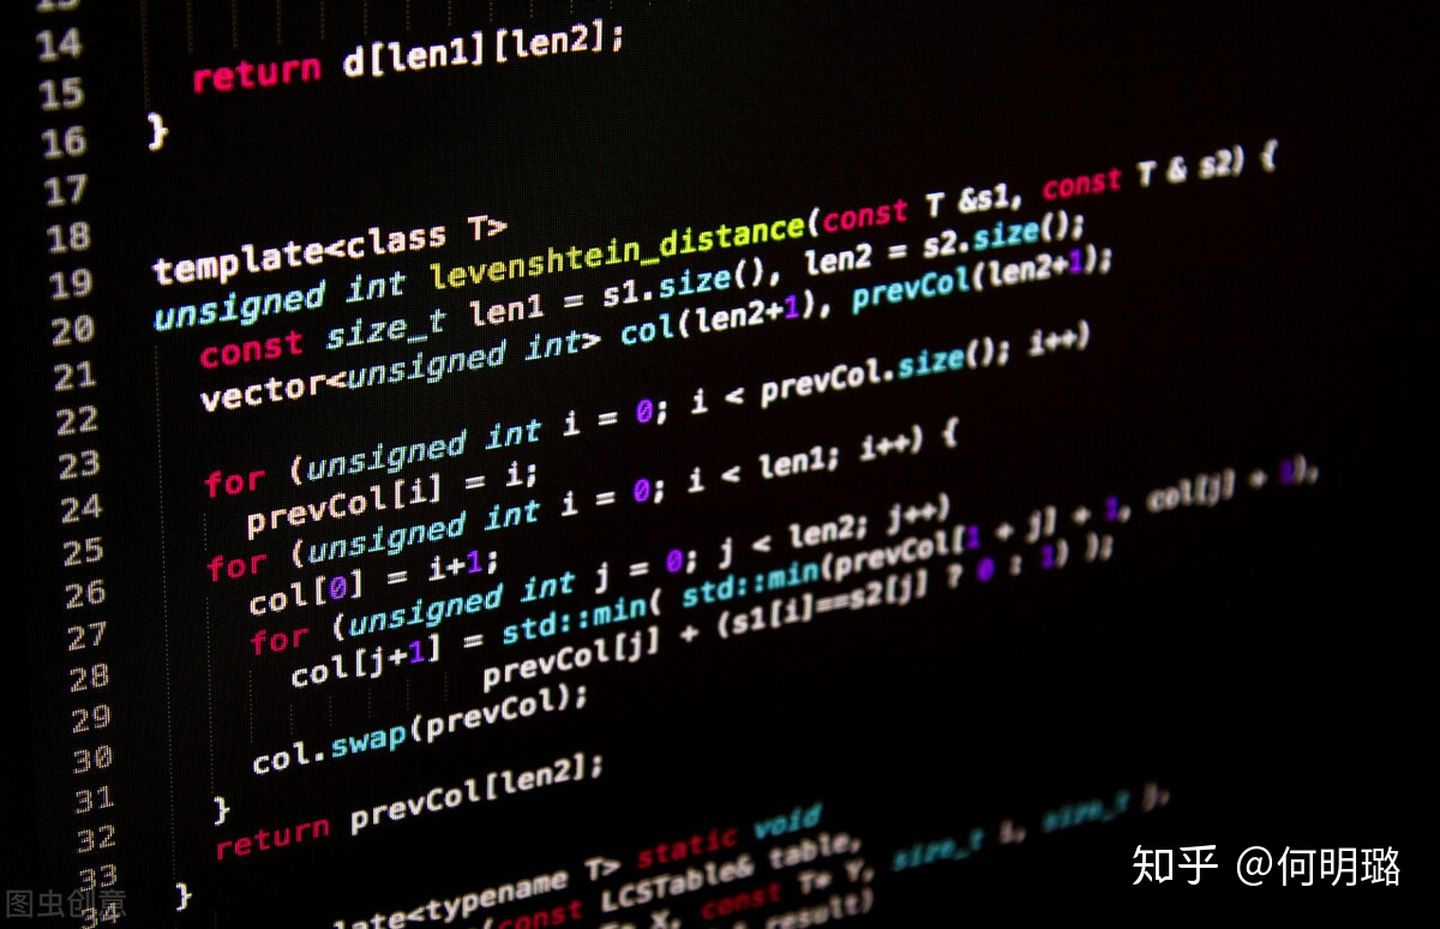 13
14
15 return d[len1][len2];
16 }
17
18
19 template<class T>
20 unsigned int levenshtein_distance(const T &s1, const T & s2) {
21 const size_t len1 = s1.size(), len2 = s2.size();
22 vector<unsigned int> col(len2+1), prevCol(len2+1);
23
24 for (unsigned int i = 0; i < prevCol.size(); i++)
25 prevCol[i] = i;
26 for (unsigned int i = 0; i < len1; i++) {
27 col[0] = i+1;
28 for (unsigned int j = 0; j < len2; j++)
29 col[j+1] = std::min( std::min(prevCol[1 + j] + 1, col[j] + 1),
30 prevCol[j] + (s1[i]==s2[j] ? 0 : 1) );
31 col.swap(prevCol);
32 }
33 return prevCol[len2];
34 }
late<typename T> static void
(const LCSTable& table,
X, const T* Y, size_t i, size_t j,
result)
知乎 @何明璐
图虫创意